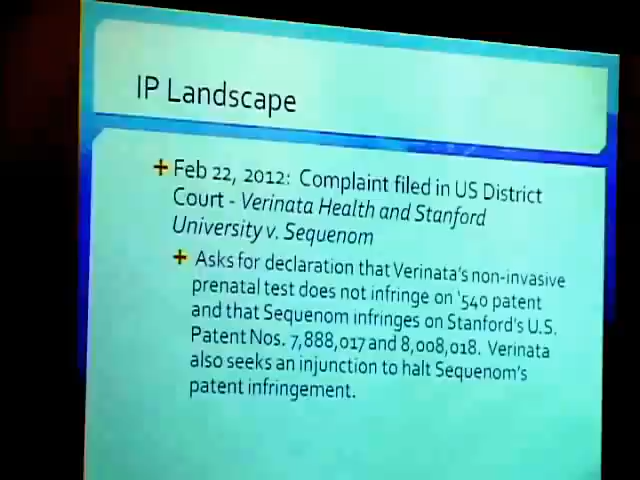 IP Landscape
Feb 22, 2012: Complaint filed in US District
Court - Verinata Health and Stanford
University v. Sequenom
Asks for declaration that Verinata's non-invasive
prenatal test does not infringe on '540 patent
and that Sequenom infringes on Stanford's U.S.
Patent Nos. 7,888,017 and 8,008,018. Verinata
also seeks an injunction to halt Sequenom's
patent infringement.